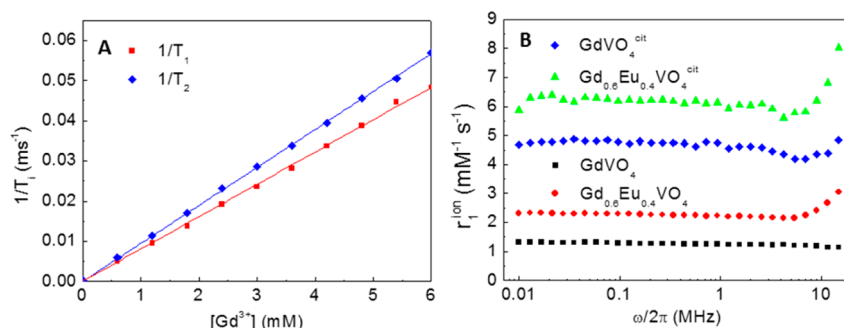 A
1/T₁
1/T₂
1/Tᵢ (ms⁻¹)
0.06
0.05
0.04
0.03
0.02
0.01
0.00
0 1 2 3 4 5 6
[Gd³⁺] (mM)
B
GdVO₄ᶜⁱᵗ
Gd₀.₆Eu₀.₄VO₄ᶜⁱᵗ
GdVO₄
Gd₀.₆Eu₀.₄VO₄
r₁ⁱᵒⁿ (mM⁻¹ s⁻¹)
9
8
7
6
5
4
3
2
1
0
0.01 0.1 1 10
ω/2π (MHz)